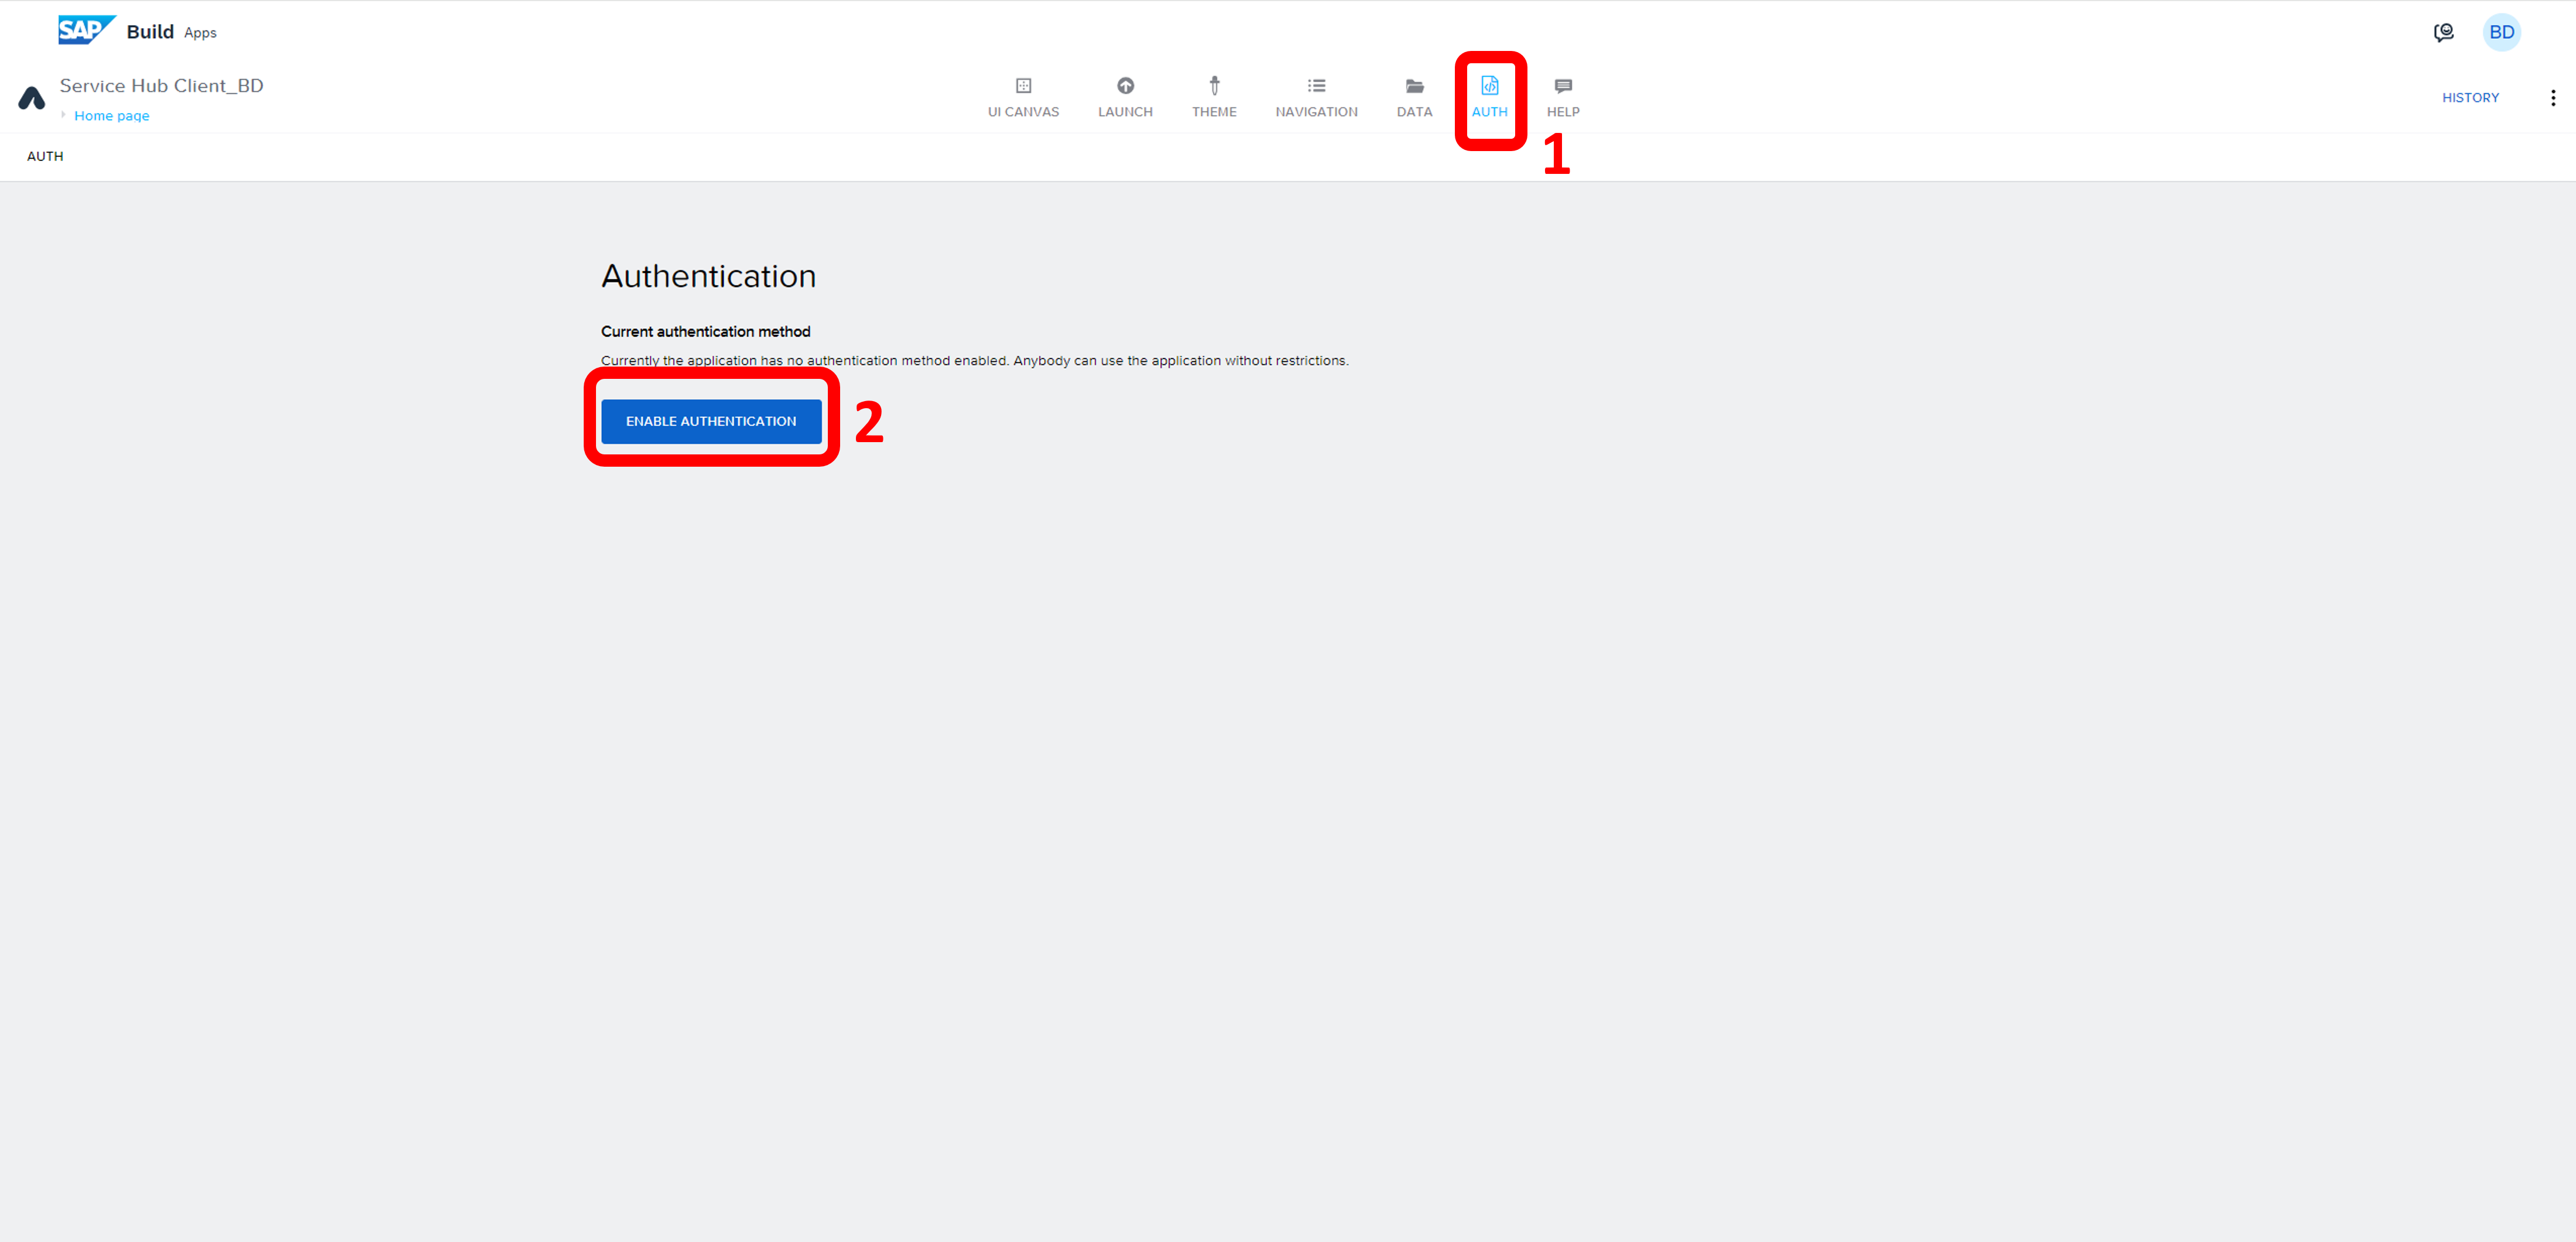 SAP Build Apps
BD
Service Hub Client_BD
Home page
UI CANVAS
LAUNCH
THEME
NAVIGATION
DATA
AUTH
HELP
HISTORY
1
AUTH
Authentication
Current authentication method
Currently the application has no authentication method enabled. Anybody can use the application without restrictions.
ENABLE AUTHENTICATION
2